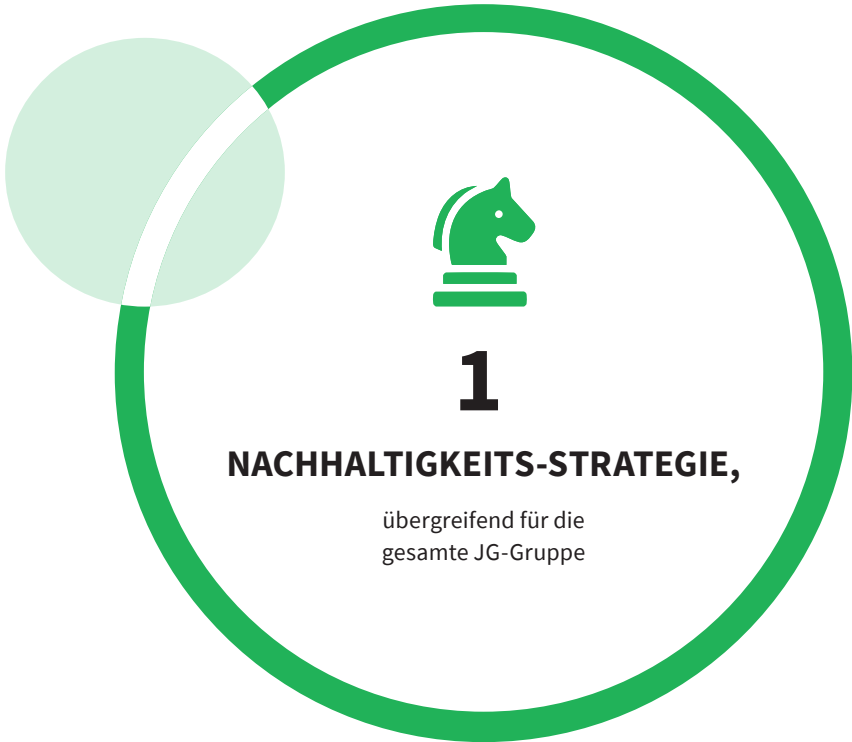 1
NACHHALTIGKEITS-STRATEGIE,
übergreifend für die
gesamte JG-Gruppe